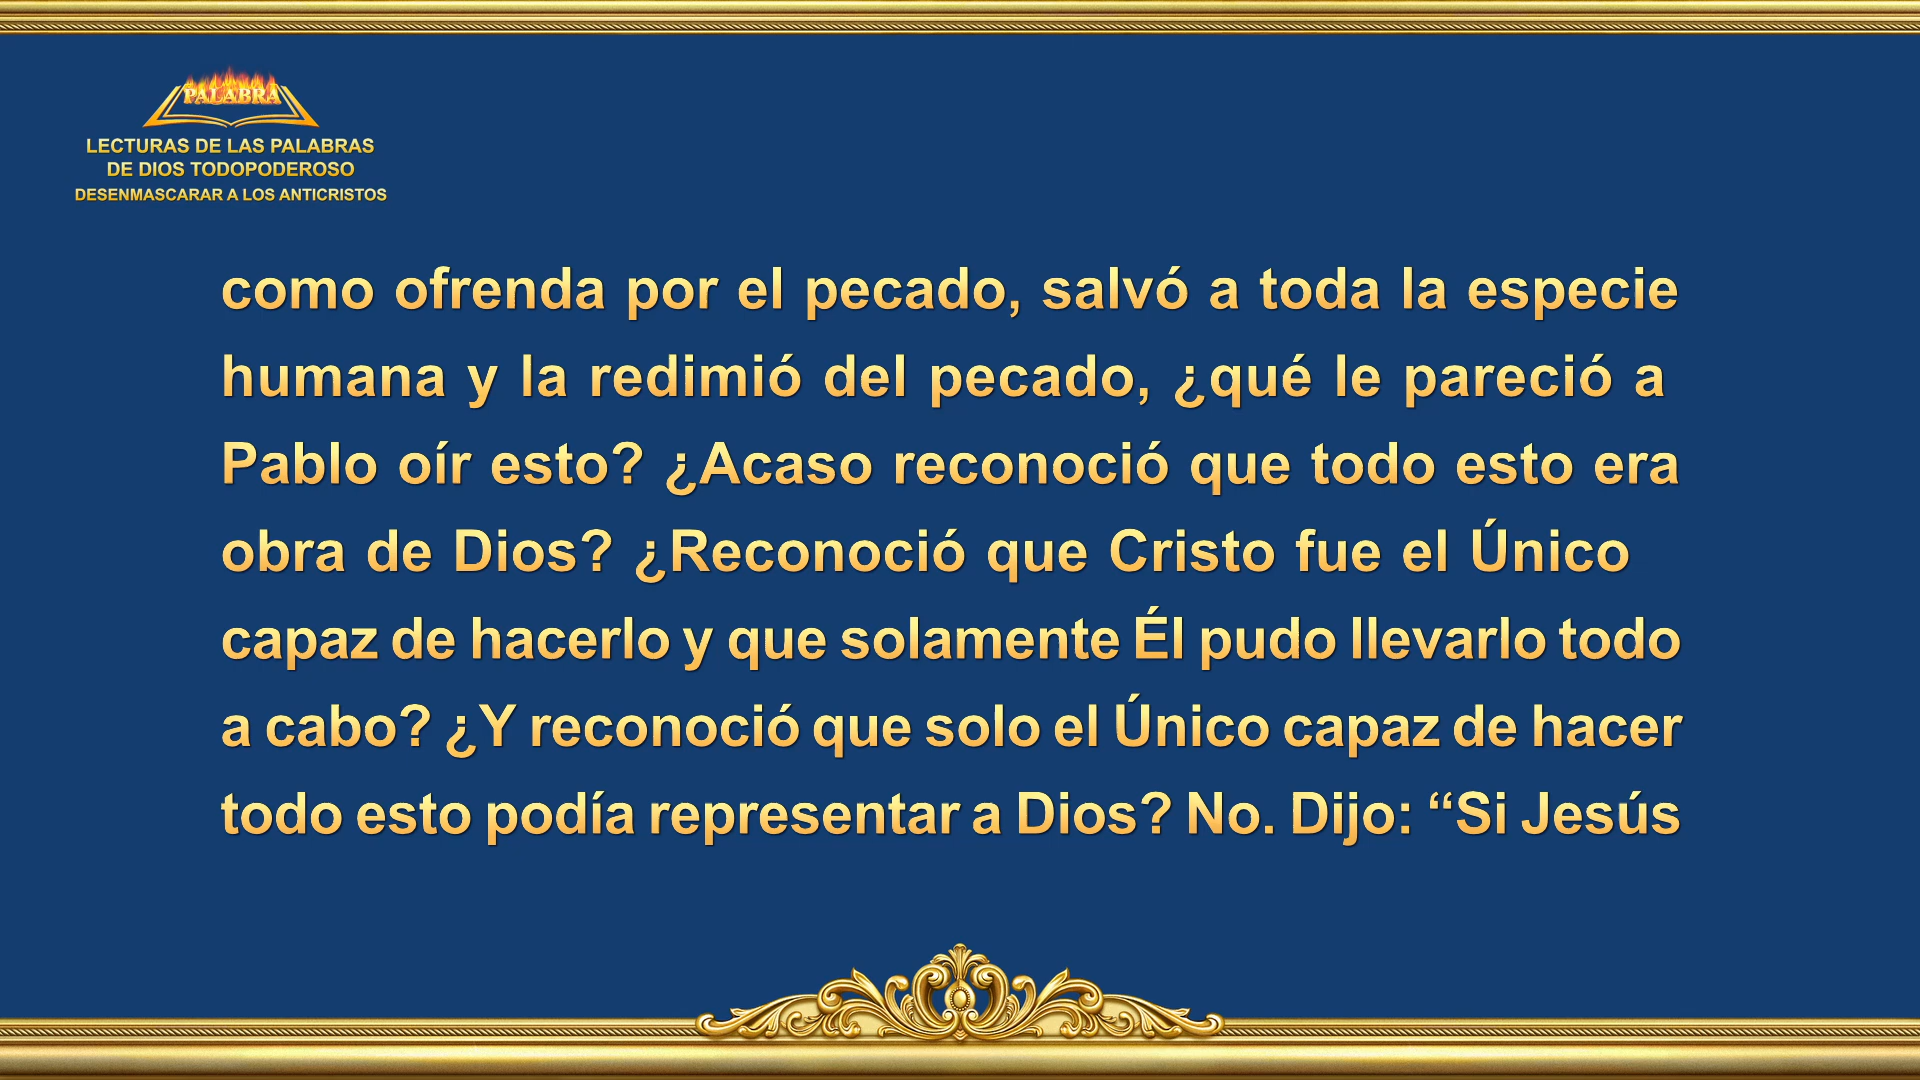 PALABRA
LECTURAS DE LAS PALABRAS
DE DIOS TODOPODEROSO
DESENMASCARAR A LOS ANTICRISTOS
como ofrenda por el pecado, salvó a toda la especie
humana y la redimió del pecado, ¿qué le pareció a
Pablo oír esto? ¿Acaso reconoció que todo esto era
obra de Dios? ¿Reconoció que Cristo fue el Único
capaz de hacerlo y que solamente Él pudo llevarlo todo
a cabo? ¿Y reconoció que solo el Único capaz de hacer
todo esto podía representar a Dios? No. Dijo: “Si Jesús